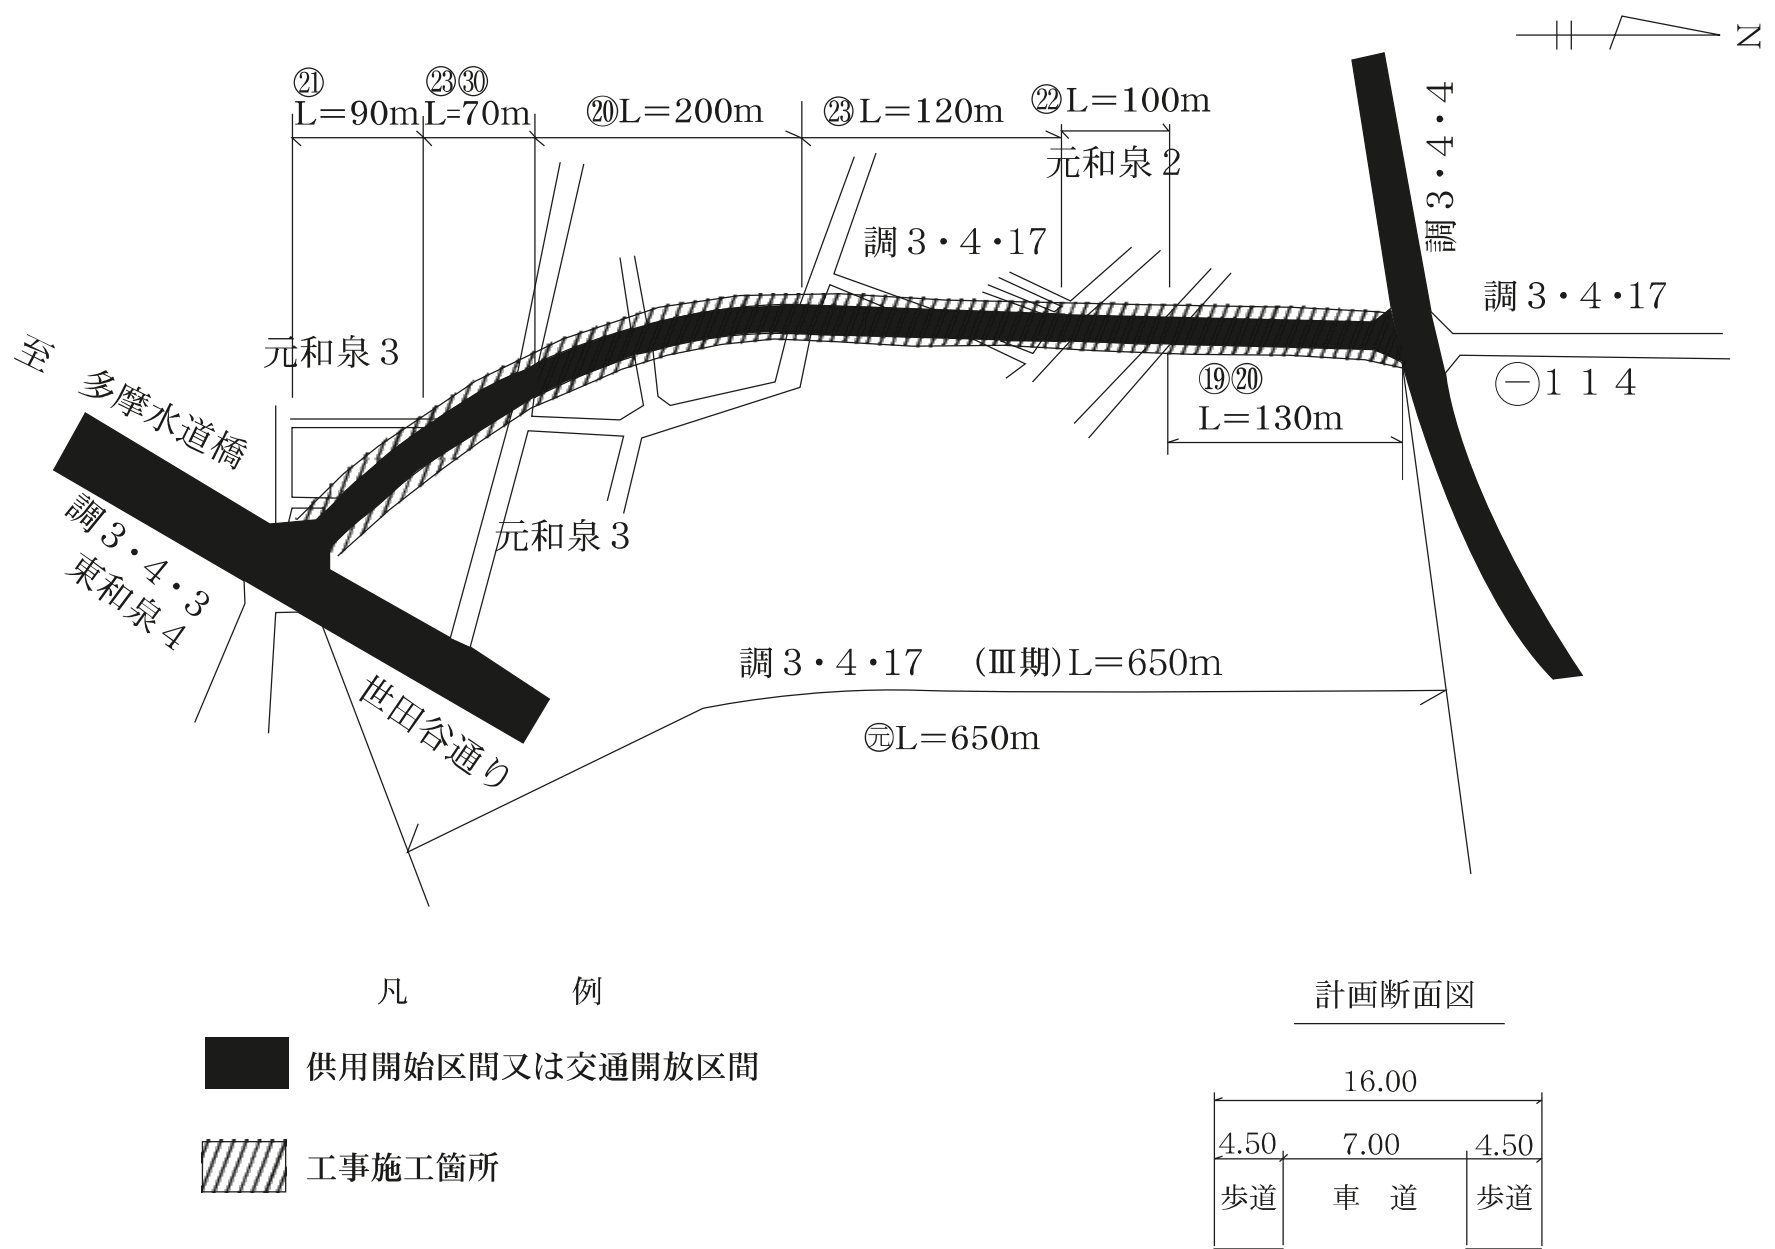 N
㉑
L＝90m
㉓㉚
L=70m
⑳L＝200m
㉓L＝120m
㉒L＝100m
元和泉２
調３・４・４
調３・４・17
調３・４・17
㊀１１４
元和泉３
⑲⑳
L＝130m
至　多摩水道橋
調３・４・３
東和泉４
元和泉３
世田谷通り
調３・４・17　（Ⅲ期）L＝650m
㋾L＝650m
凡　例
供用開始区間又は交通開放区間
工事施工箇所
計画断面図
16.00
4.50　7.00　4.50
歩道　車　道　歩道